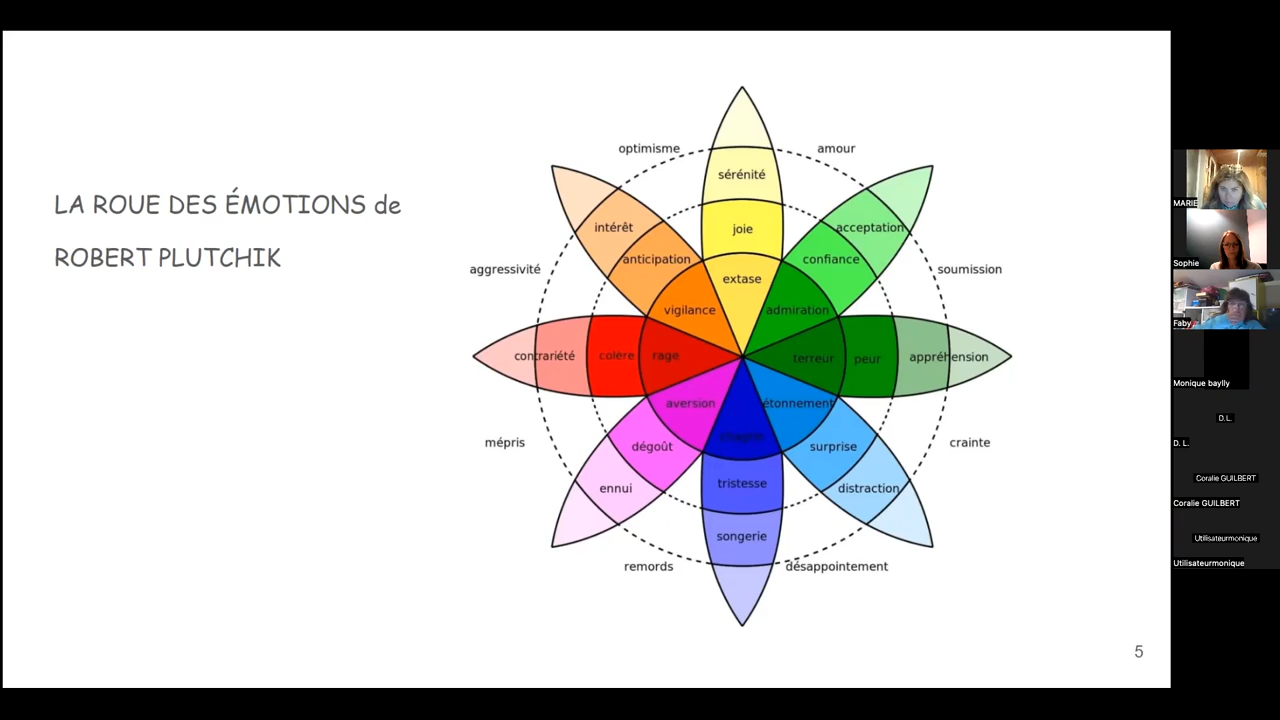 LA ROUE DES ÉMOTIONS de
ROBERT PLUTCHIK
optimisme
amour
sérénité
intérêt
acceptation
joie
anticipation
confiance
aggressivité
soumission
extase
vigilance
admiration
contrariété
colère
rage
terreur
peur
appréhension
aversion
étonnement
chagrin
mépris
crainte
dégoût
surprise
tristesse
ennui
distraction
songerie
remords
désappointement
5
MARIE
Sophie
Faby
Monique baylly
D.L.
D. L.
Coralie GUILBERT
Coralie GUILBERT
Utilisateurmonique
Utilisateurmonique